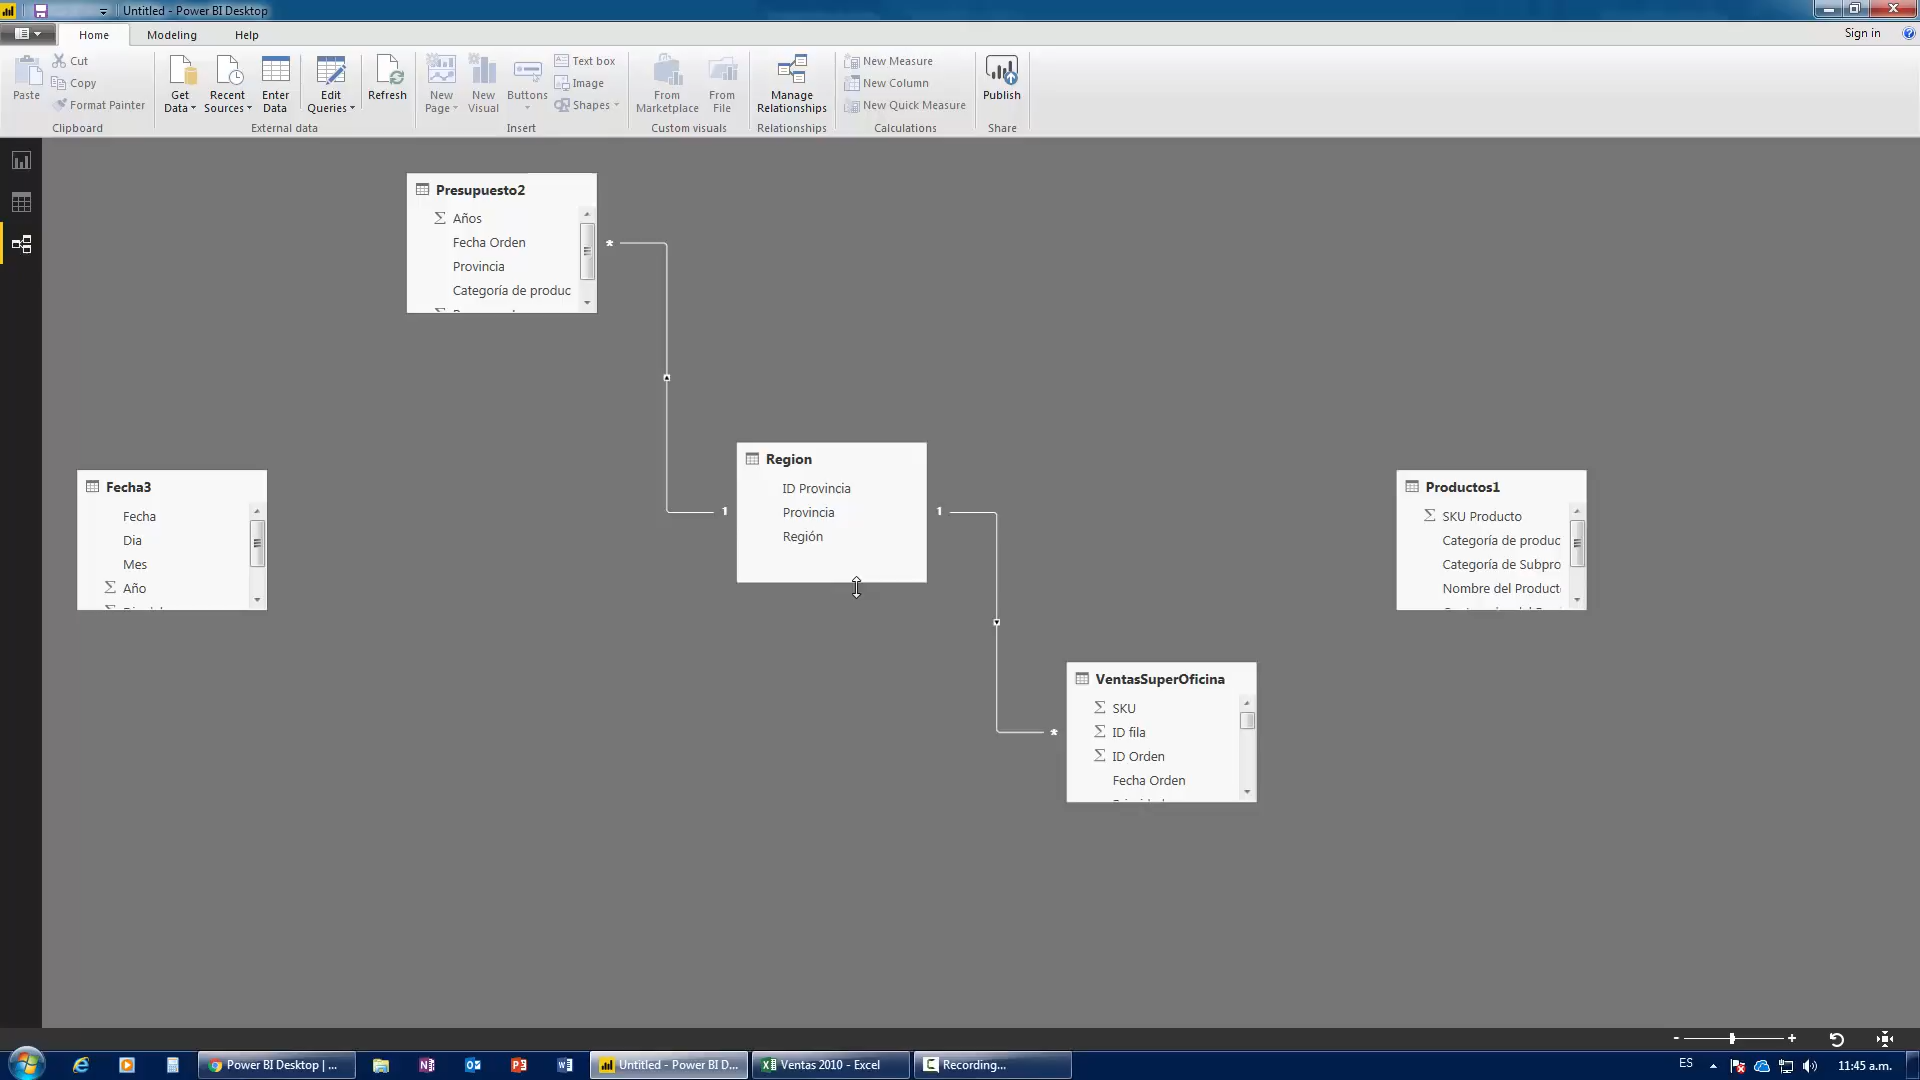 Untitled - Power BI Desktop
Home
Modeling
Help
Sign in
Paste
Cut
Copy
Format Painter
Clipboard
Get Data
Recent Sources
Enter Data
Edit Queries
Refresh
External data
New Page
New Visual
Buttons
Text box
Image
Shapes
Insert
From Marketplace
From File
Custom visuals
Manage Relationships
Relationships
New Measure
New Column
New Quick Measure
Calculations
Publish
Share
Presupuesto2
Σ Años
Fecha Orden
Provincia
Categoría de produc
*
1
Region
ID Provincia
Provincia
Región
1
*
Fecha3
Fecha
Dia
Mes
Σ Año
Productos1
Σ SKU Producto
Categoría de produc
Categoría de Subpro
Nombre del Product
VentasSuperOficina
Σ SKU
Σ ID fila
Σ ID Orden
Fecha Orden
- +
Power BI Desktop | ...
Untitled - Power BI D...
Ventas 2010 - Excel
Recording...
ES
11:45 a.m.